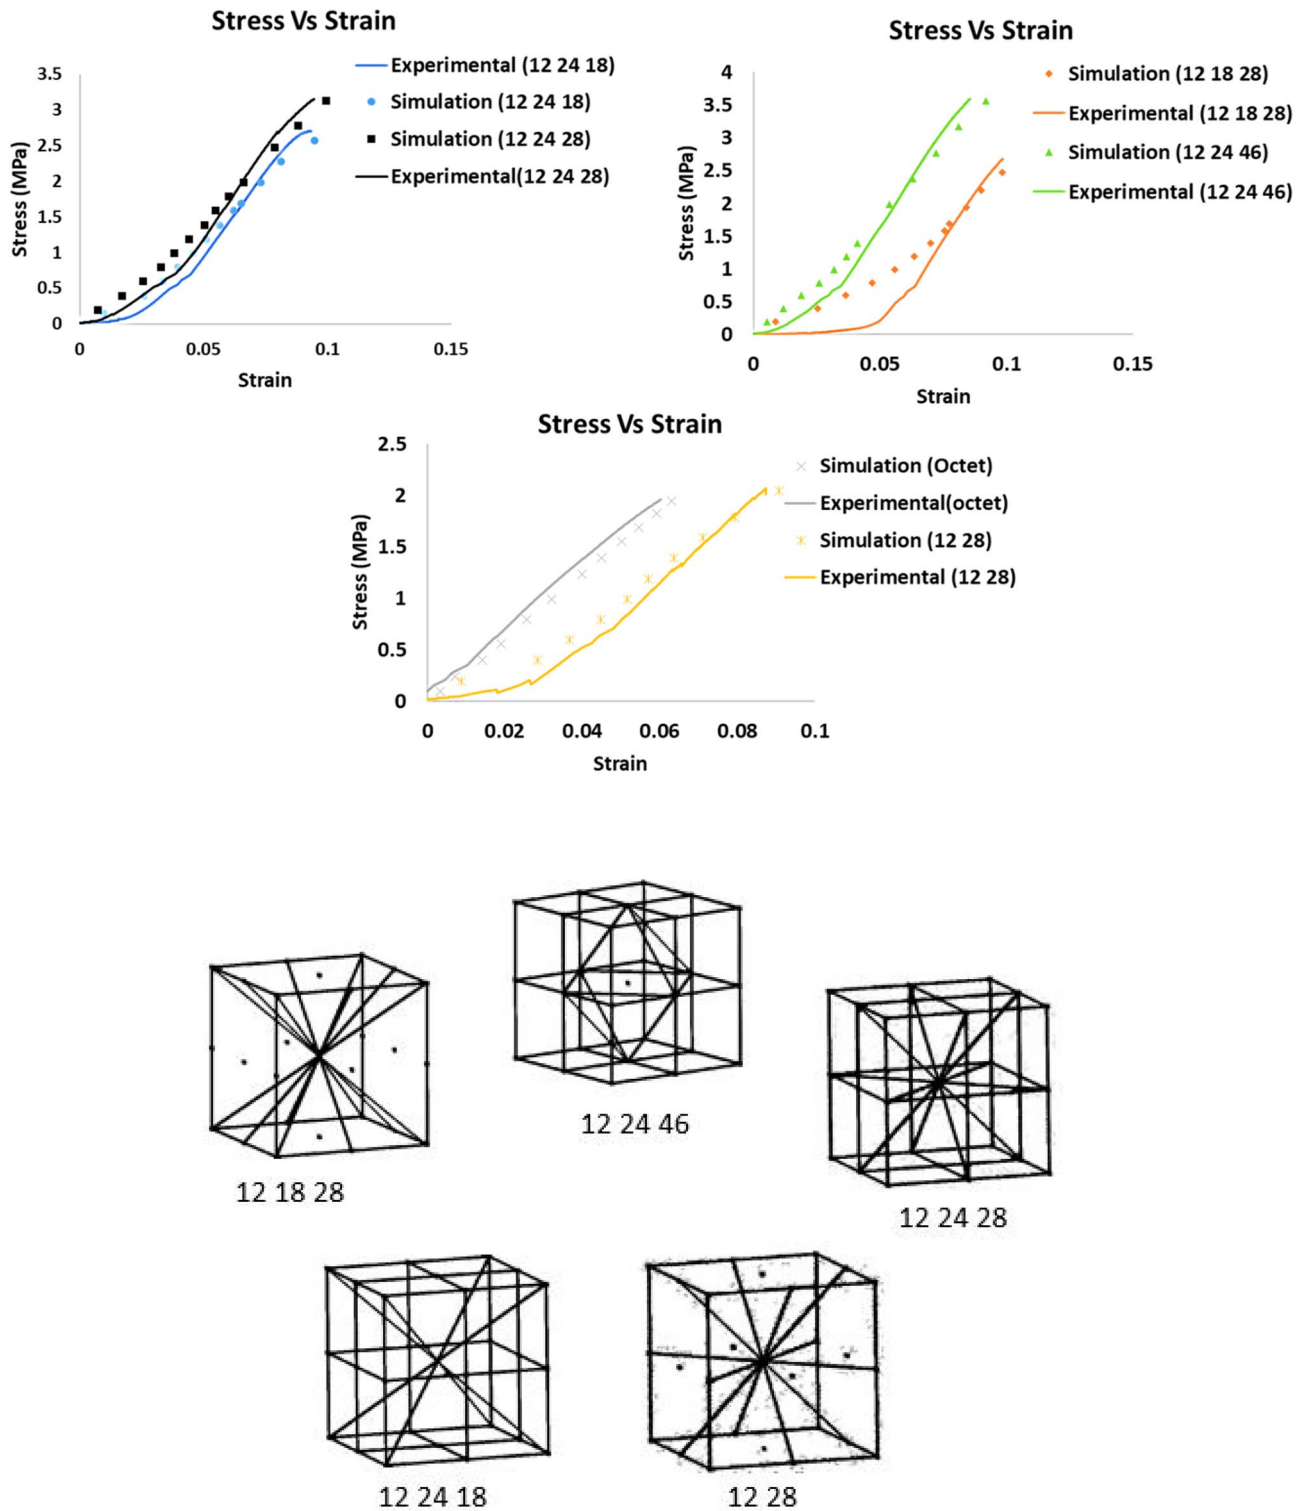 Stress Vs Strain
3.5
3
2.5
2
1.5
1
0.5
0
Stress (MPa)
0 0.05 0.1 0.15
Strain
Experimental (12 24 18)
Simulation (12 24 18)
Simulation (12 24 28)
Experimental(12 24 28)
Stress Vs Strain
4
3.5
3
2.5
2
1.5
1
0.5
0
Stress (MPa)
0 0.05 0.1 0.15
Strain
Simulation (12 18 28)
Experimental (12 18 28)
Simulation (12 24 46)
Experimental (12 24 46)
Stress Vs Strain
2.5
2
1.5
1
0.5
0
Stress (MPa)
0 0.02 0.04 0.06 0.08 0.1
Strain
Simulation (Octet)
Experimental(octet)
Simulation (12 28)
Experimental (12 28)
12 18 28
12 24 46
12 24 28
12 24 18
12 28